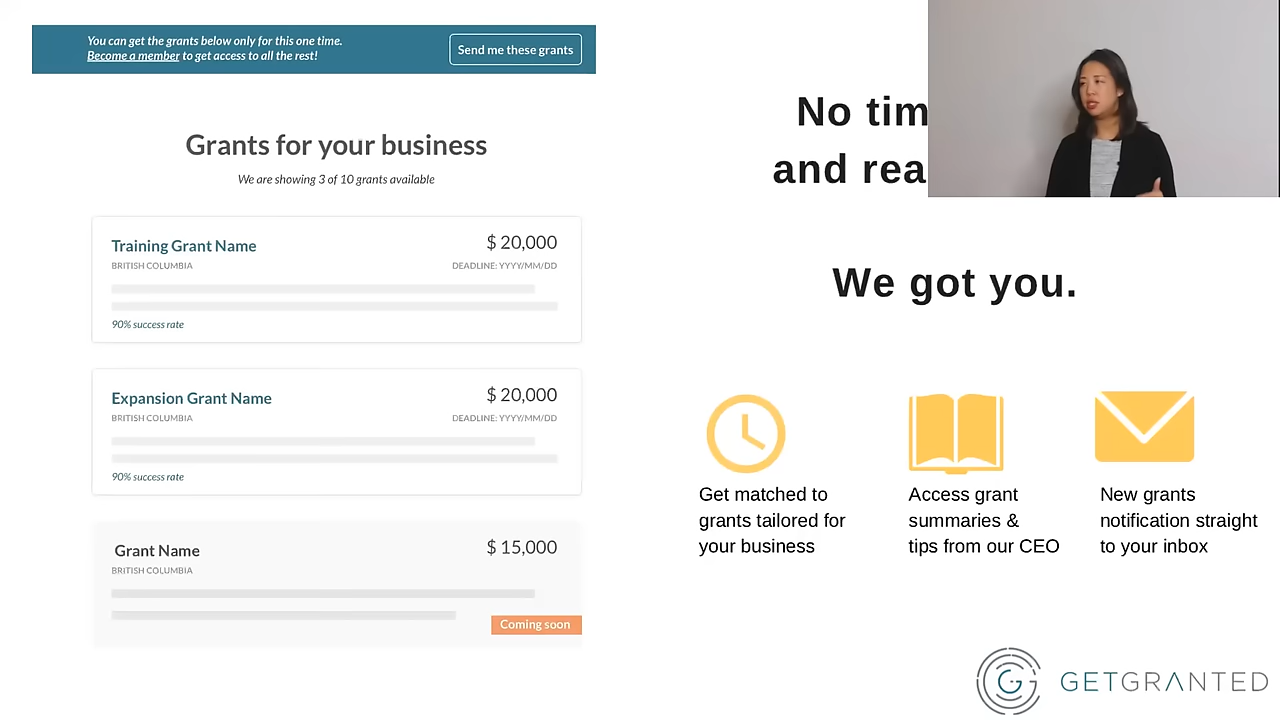 You can get the grants below only for this one time.
Become a member to get access to all the rest!
Send me these grants
Grants for your business
We are showing 3 of 10 grants available
Training Grant Name
$ 20,000
BRITISH COLUMBIA
DEADLINE: YYYY/MM/DD
90% success rate
Expansion Grant Name
$ 20,000
BRITISH COLUMBIA
DEADLINE: YYYY/MM/DD
90% success rate
Grant Name
$ 15,000
BRITISH COLUMBIA
Coming soon
No
and
We got you.
Get matched to
grants tailored for
your business
Access grant
summaries &
tips from our CEO
New grants
notification straight
to your inbox
GETGRANTED